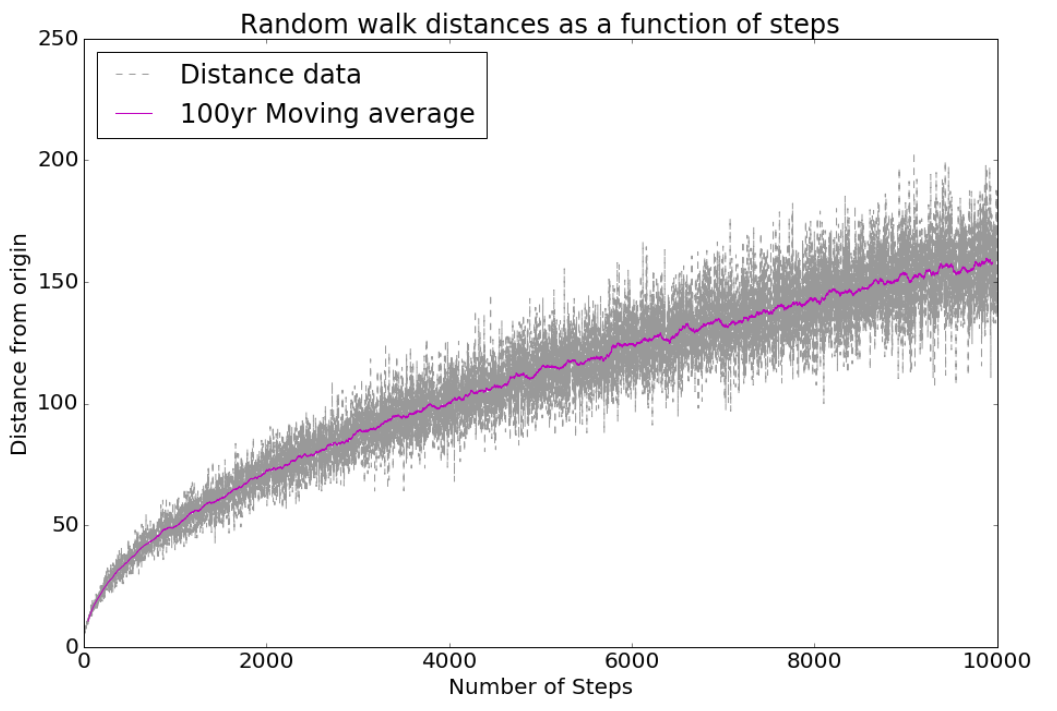 Random walk distances as a function of steps
250
Distance data
100yr Moving average
200
150
100
50
0
Distance from origin
0 2000 4000 6000 8000 10000
Number of Steps